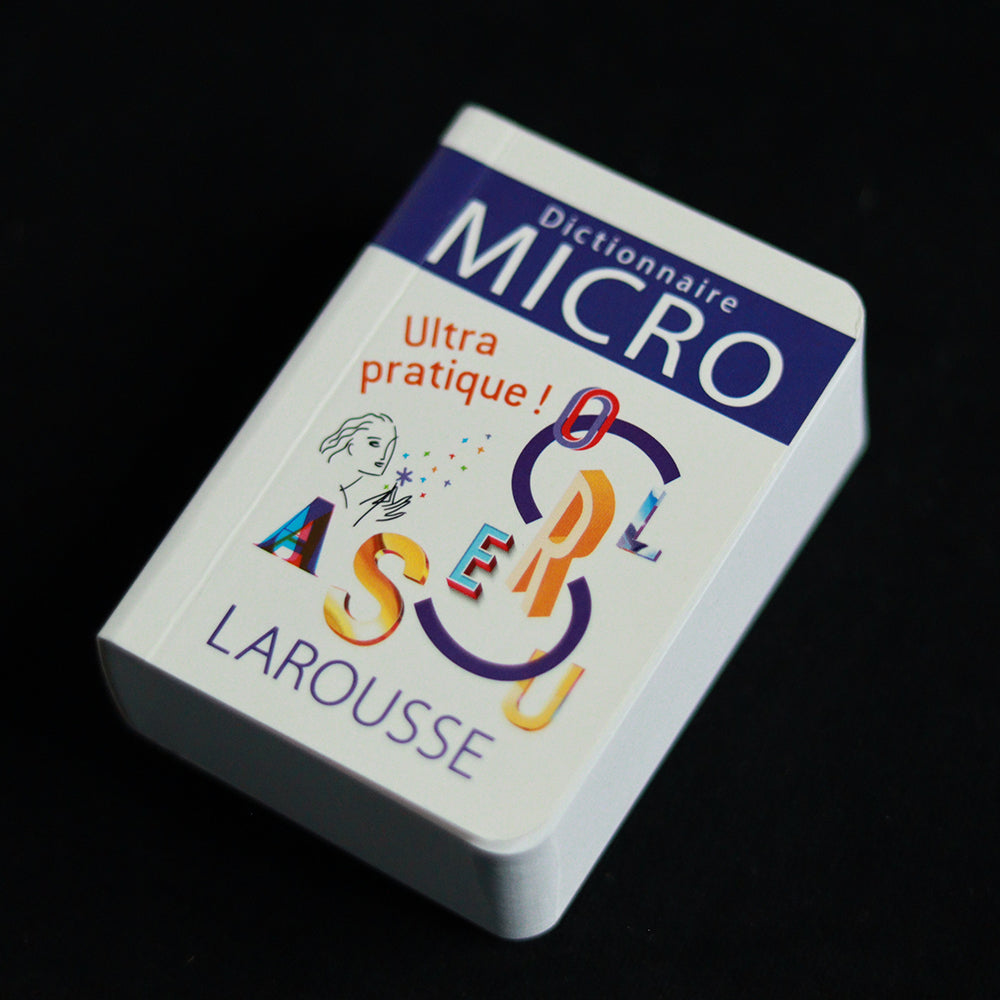 Dictionnaire
MICRO
Ultra
pratique !
O
L
R
E
A
S
U
LAROUSSE